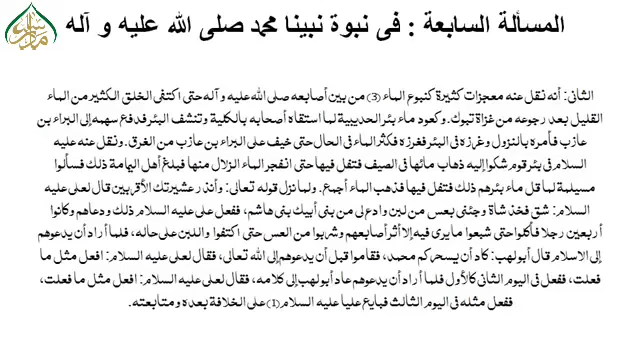 المسألة السابعة : فى نبوة نبينا محمد صلى الله عليه و آله
الثاني: أنه نقل عنه معجزات كثيرة كنبوع الماء (3) من بين أصابعه صلى الله عليه و آله حتى اكتفى الخلق الكثير من الماء
القليل بعد رجوعه من غزاة تبوك. وكعود ماء بئر الحديبية لما استقاه أصحابه بالكلية وتنشف البئر فدفع سهمه إلى البراء بن
عازب فأمره بالنزول وغرزه في البئر فغرزه فكثر الماء في الحال حتى خيف على البراء بن عازب من الغرق. ونقل عنه عليه
السلام في بئر قوم شكوا إليه ذهاب مائها في الصيف فتفل فيها حتى انفجر الماء الزلال منها فبلغ أهل اليمامة ذلك فسألوا
مسيلمة لما قل ماء بئرهم ذلك فتفل فيها فذهب الماء أجمع. ولما نزل قوله تعالى: وأنذر عشيرتك الأقربين قال لعلي عليه
السلام: شق فخذ شاة وجئني بعس من لبن وادع لي من بني أبيك بني هاشم، ففعل علي عليه السلام ذلك ودعاهم وكانوا
أربعين رجلا فأكلوا حتى شبعوا ما يرى فيه إلا أثر أصابعهم وشربوا من العس حتى اكتفوا واللبن على حاله، فلما أراد أن يدعوهم
إلى الاسلام قال أبو لهب: كاد أن يسحركم محمد، فقاموا قبل أن يدعوهم إلى الله تعالى، فقال لعلي عليه السلام: افعل مثل ما
فعلت، ففعل في اليوم الثاني كالأول فلما أراد أن يدعوهم عاد أبو لهب إلى كلامه، فقال لعلي عليه السلام: افعل مثل ما فعلت،
ففعل مثله في اليوم الثالث فبايع عليا عليه السلام (1) على الخلافة بعده ومتابعته.